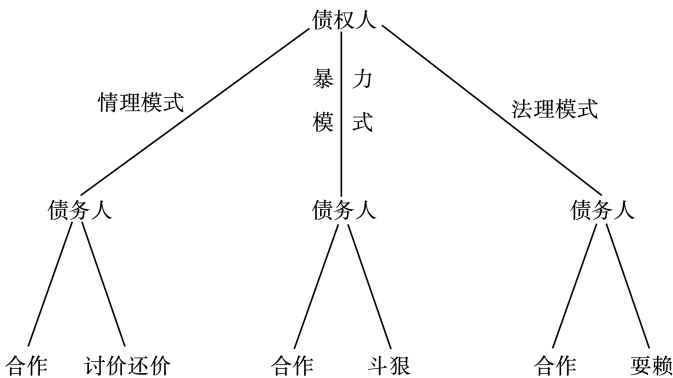 债权人
暴力
模式
情理模式
法理模式
债务人
债务人
债务人
合作
讨价还价
合作
斗狠
合作
耍赖